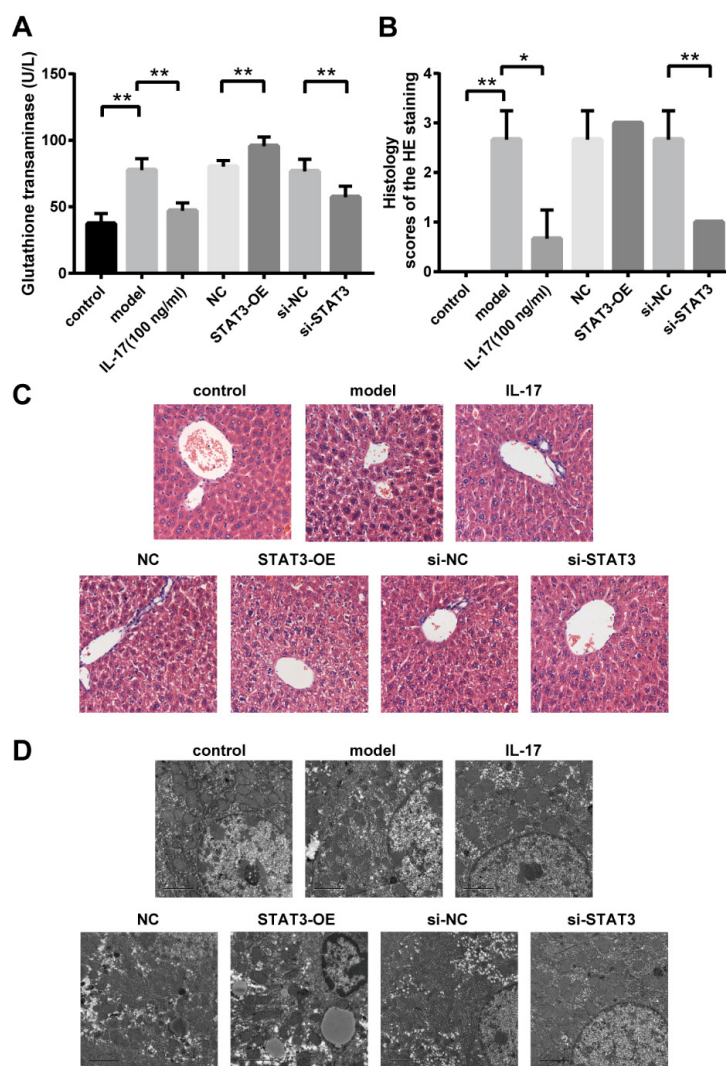 A
Glutathione transaminase (U/L)
150
100
50
0
**
**
**
**
control
model
IL-17(100 ng/ml)
NC
STAT3-OE
si-NC
si-STAT3
B
Histology
scores of the HE staining
4
3
2
1
0
**
*
**
control
model
IL-17(100 ng/ml)
NC
STAT3-OE
si-NC
si-STAT3
C
control model IL-17
NC STAT3-OE si-NC si-STAT3
D
control model IL-17
NC STAT3-OE si-NC si-STAT3